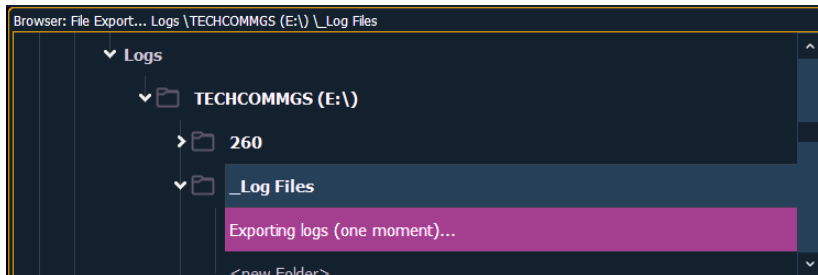 Browser: File Export... Logs \TECHCOMMGS (E:\) \_Log Files
Logs
TECHCOMMGS (E:\)
260
_Log Files
Exporting logs (one moment)...
<new Folder>